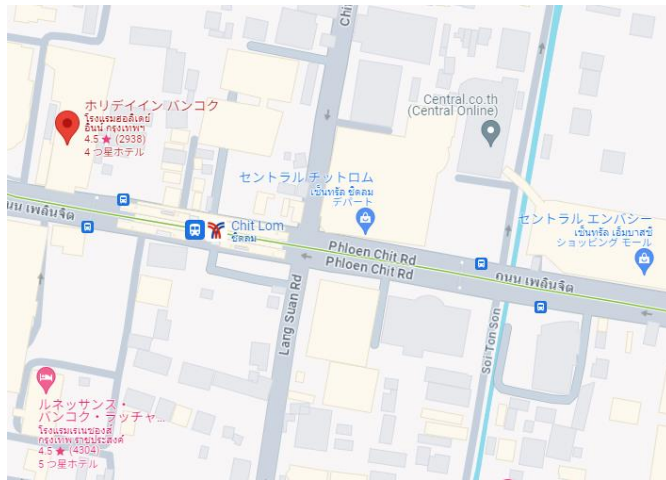 Chi
ホリデイイン バンコク
โรงแรมฮอลิเดย์
อินน์ กรุงเทพฯ
4.5 ★ (2938)
4 つ星ホテル
Central.co.th
(Central Online)
セントラル チットロム
เซ็นทรัล ชิดลม
デパート
นน เพลินจิต
Chit Lom
ชิดลม
セントラル エンバシー
เซ็นทรัล เอ็มบาสซี
ショッピング モール
Phloen Chit Rd
Phloen Chit Rd
ถนน เพลินจิต
Lang Suan Rd
Soi Ton Son
ルネッサンス・
バンコク・ラッチャ...
โรงแรมเรเนซองส์
กรุงเทพ ราชประสงค์
4.5 ★ (4304)
5 つ星ホテル